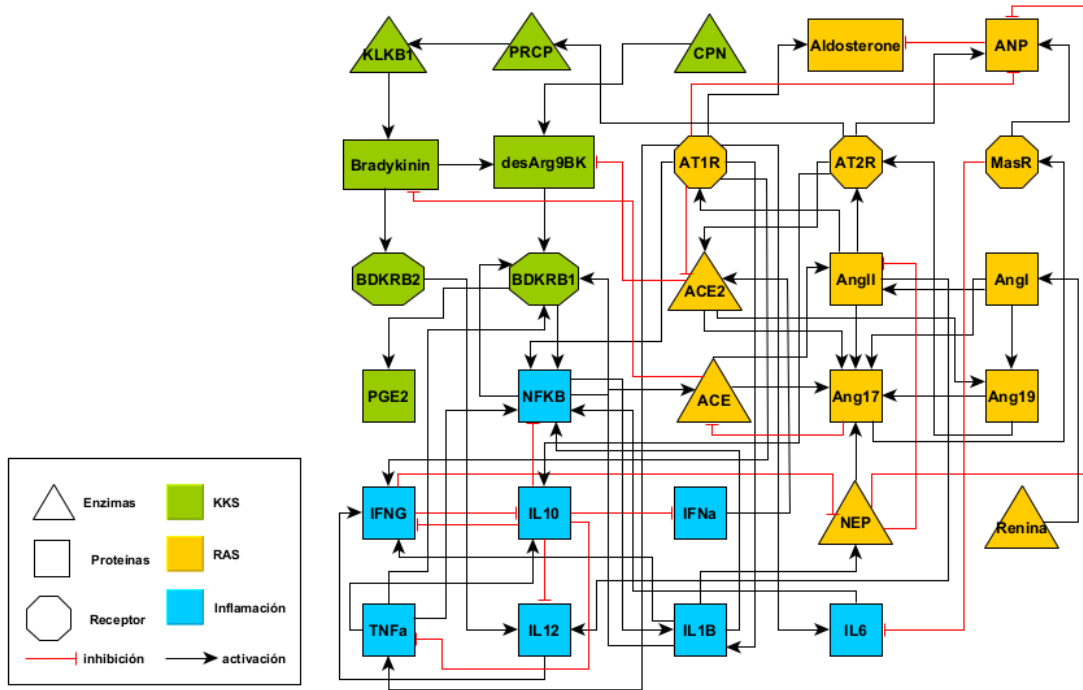 KLKB1
PRCP
CPN
Aldosterone
ANP
Bradykinin
desArg9BK
AT1R
AT2R
MasR
BDKRB2
BDKRB1
ACE2
AngII
AngI
PGE2
NFKB
ACE
Ang17
Ang19
IFNG
IL10
IFNa
NEP
Renina
TNFa
IL12
IL1B
IL6
Enzimas
KKS
Proteínas
RAS
Receptor
Inflamación
inhibición
activación